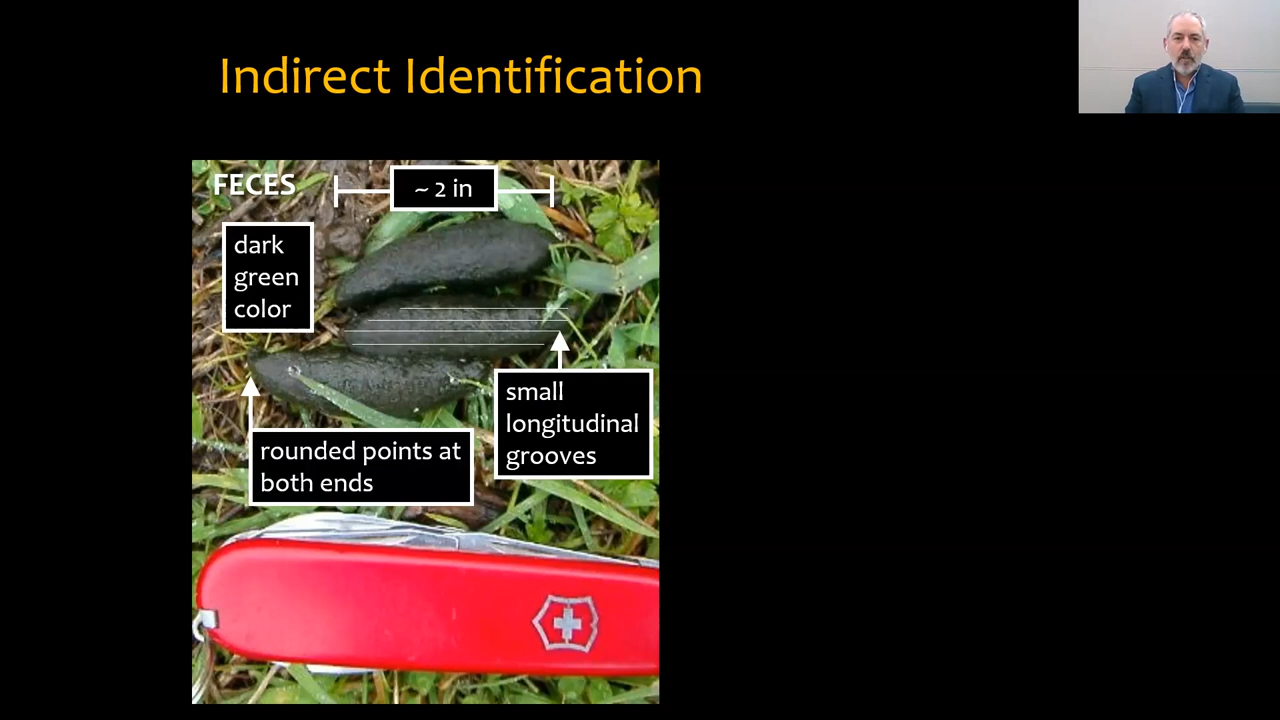 Indirect Identification
FECES
~ 2 in
dark
green
color
small
longitudinal
grooves
rounded points at
both ends